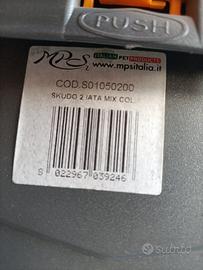 PUSH
MPS
ITALIAN PET PRODUCTS
www.mpsitalia.it
COD.S01050200
SKUDO 2 IATA MIX COL
8 022967 039246
subito